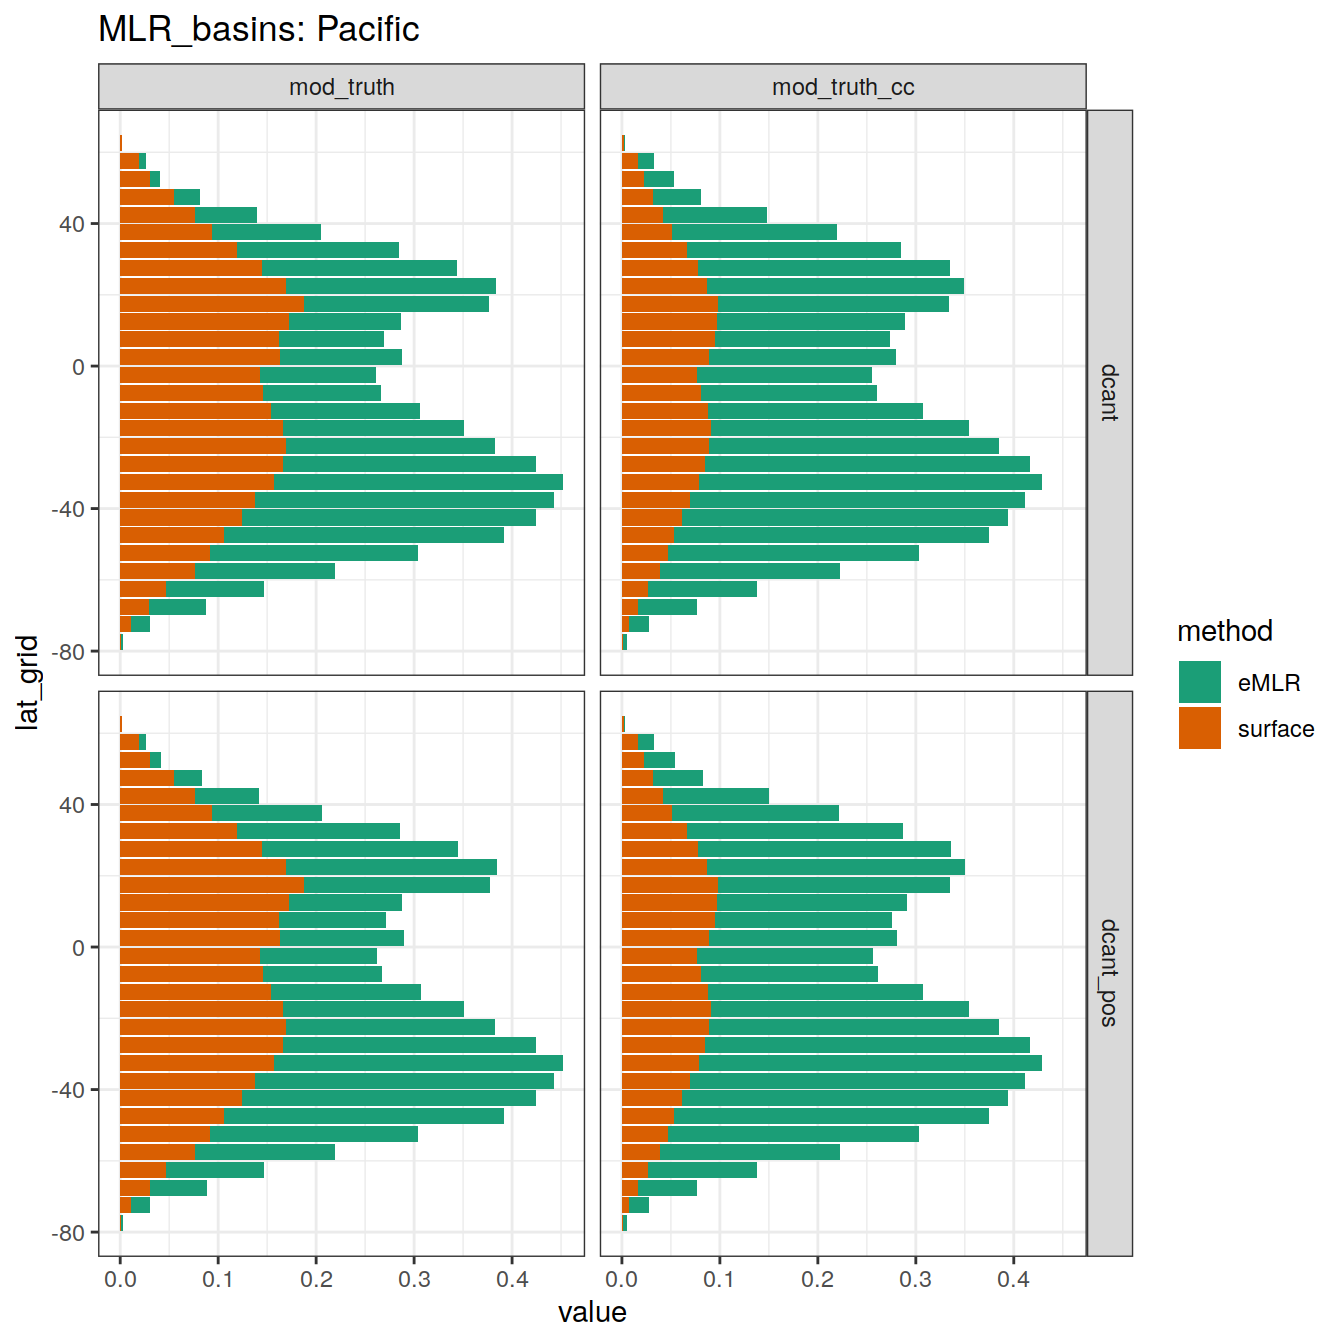 MLR_basins: Pacific
mod_truth
mod_truth_cc
40
0
-40
-80
dcant
40
0
-40
-80
dcant_pos
lat_grid
0.0 0.1 0.2 0.3 0.4
0.0 0.1 0.2 0.3 0.4
value
method
eMLR
surface